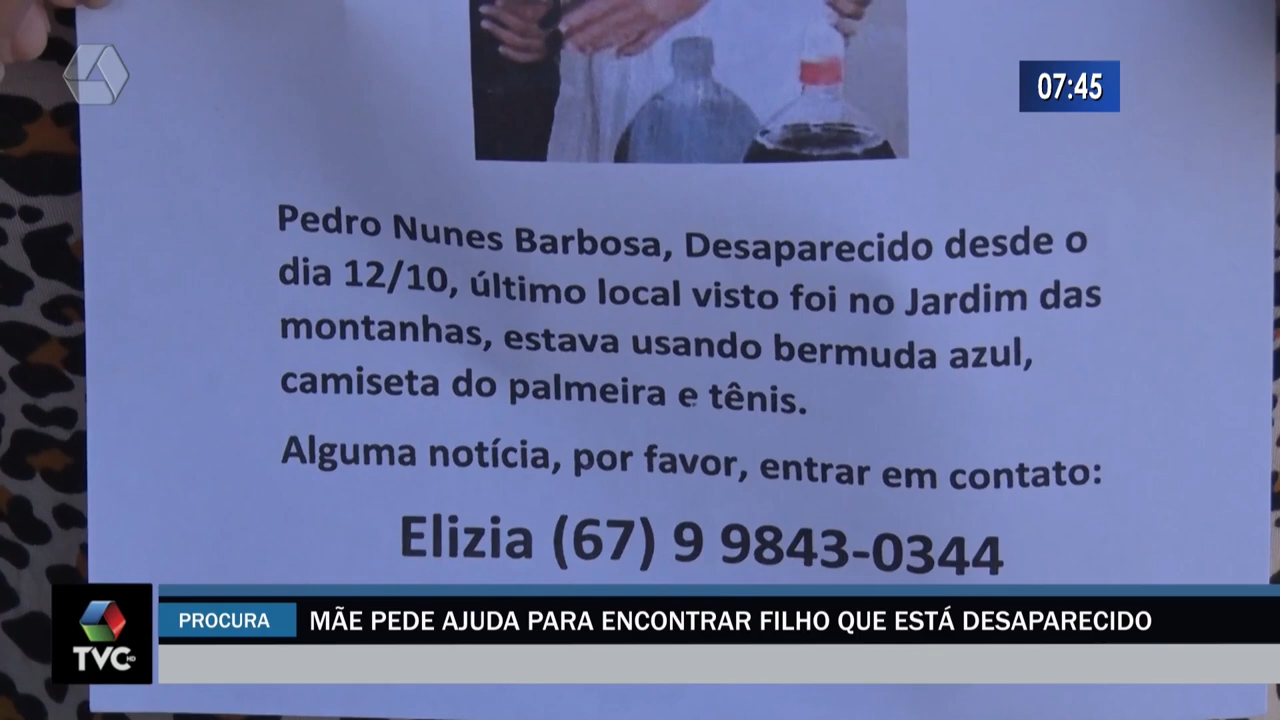 07:45
Pedro Nunes Barbosa, Desaparecido desde o
dia 12/10, último local visto foi no Jardim das
montanhas, estava usando bermuda azul,
camiseta do palmeira e tênis.
Alguma notícia, por favor, entrar em contato:
Elizia (67) 9 9843-0344
PROCURA
MÃE PEDE AJUDA PARA ENCONTRAR FILHO QUE ESTÁ DESAPARECIDO
TVC HD